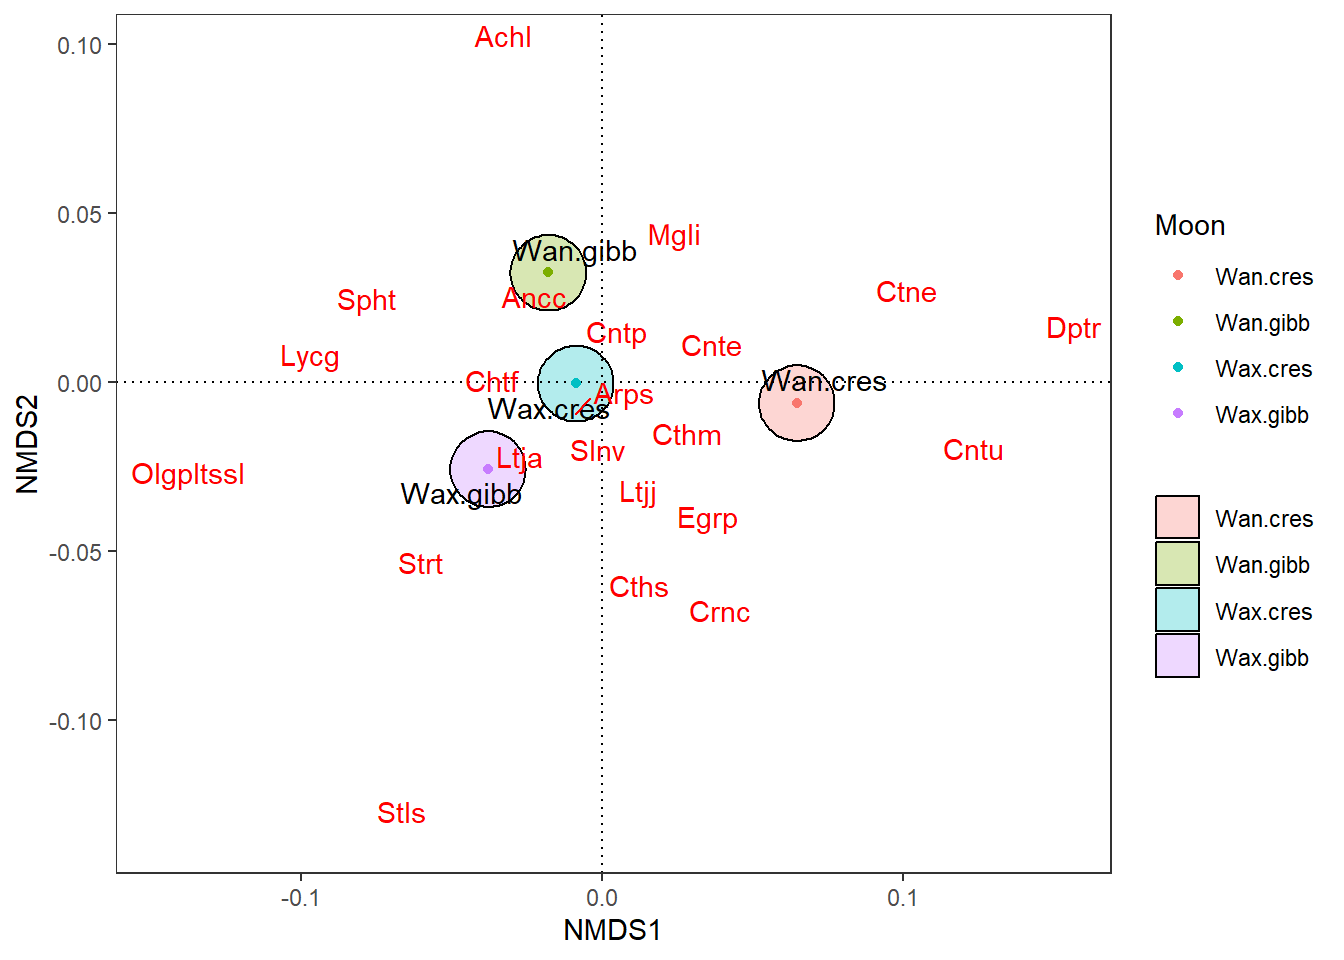 Achl
0.10
Mgli
Wan.gibb
0.05
Ancc
Spht
Ctne
Dptr
Cntp
Cnte
Lycg
0.00
Chtf
Wan.cres
Arps
Wax.cres
Cthm
Slnv
Cntu
Ltja
Olgpltssl
Ltjj
Wax.gibb
Egrp
-0.05
Strt
Cths
Crnc
-0.10
Stls
NMDS2
-0.1
0.0
0.1
NMDS1
Moon
Wan.cres
Wan.gibb
Wax.cres
Wax.gibb
Wan.cres
Wan.gibb
Wax.cres
Wax.gibb